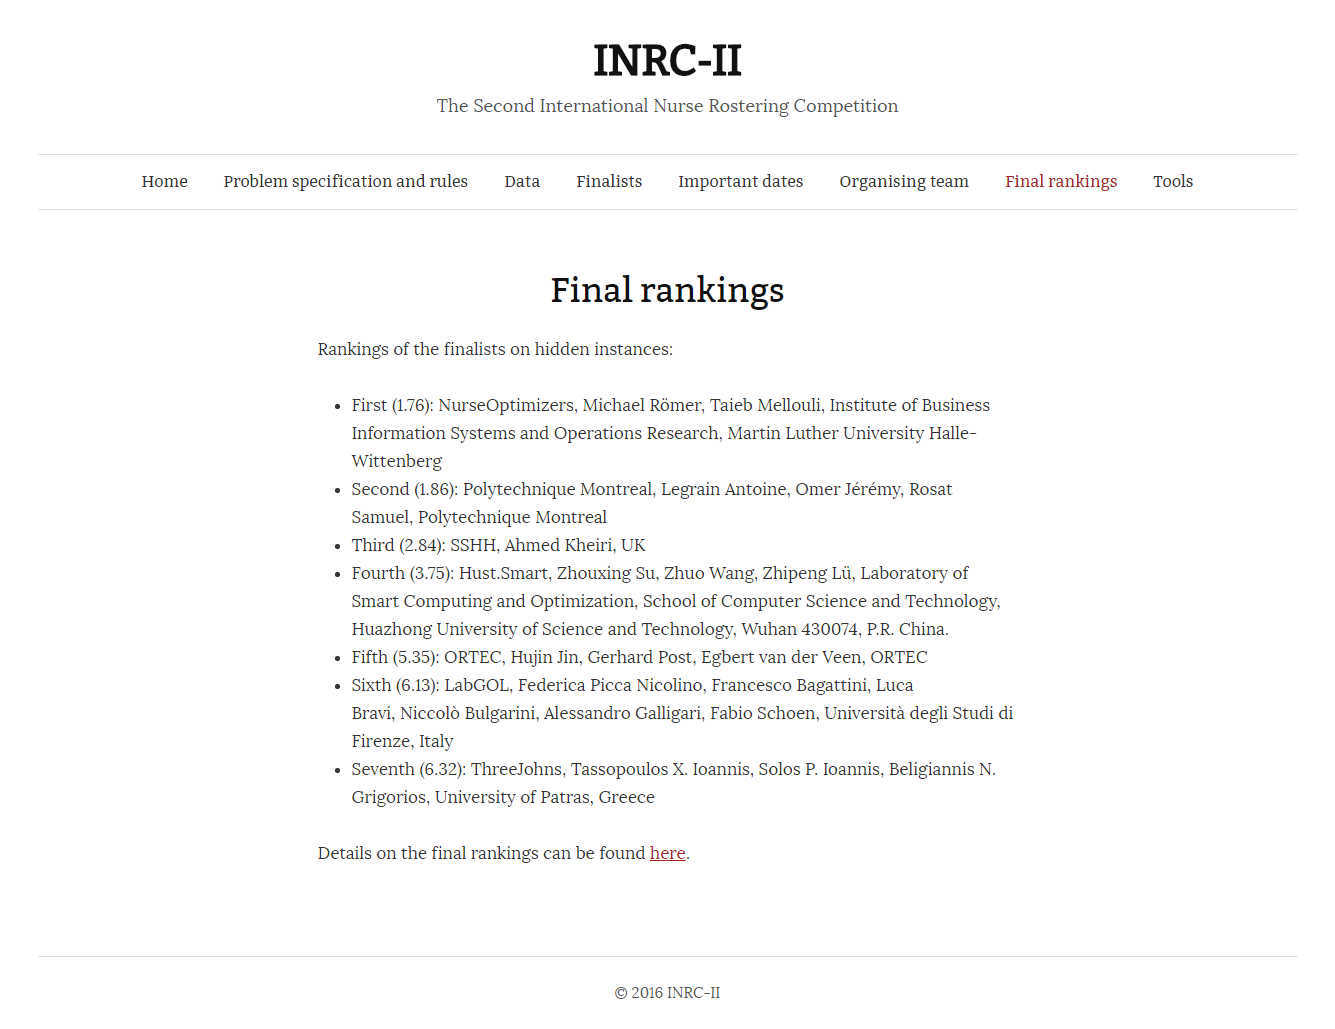 INRC-II
The Second International Nurse Rostering Competition
Home Problem specification and rules Data Finalists Important dates Organising team Final rankings Tools
Final rankings
Rankings of the finalists on hidden instances:
• First (1.76): NurseOptimizers, Michael Römer, Taieb Mellouli, Institute of Business
Information Systems and Operations Research, Martin Luther University Halle-
Wittenberg
• Second (1.86): Polytechnique Montreal, Legrain Antoine, Omer Jérémy, Rosat
Samuel, Polytechnique Montreal
• Third (2.84): SSHH, Ahmed Kheiri, UK
• Fourth (3.75): Hust.Smart, Zhouxing Su, Zhuo Wang, Zhipeng Lü, Laboratory of
Smart Computing and Optimization, School of Computer Science and Technology,
Huazhong University of Science and Technology, Wuhan 430074, P.R. China.
• Fifth (5.35): ORTEC, Hujin Jin, Gerhard Post, Egbert van der Veen, ORTEC
• Sixth (6.13): LabGOL, Federica Picca Nicolino, Francesco Bagattini, Luca
Bravi, Niccolò Bulgarini, Alessandro Galligari, Fabio Schoen, Università degli Studi di
Firenze, Italy
• Seventh (6.32): ThreeJohns, Tassopoulos X. Ioannis, Solos P. Ioannis, Beligiannis N.
Grigorios, University of Patras, Greece
Details on the final rankings can be found here.
© 2016 INRC-II